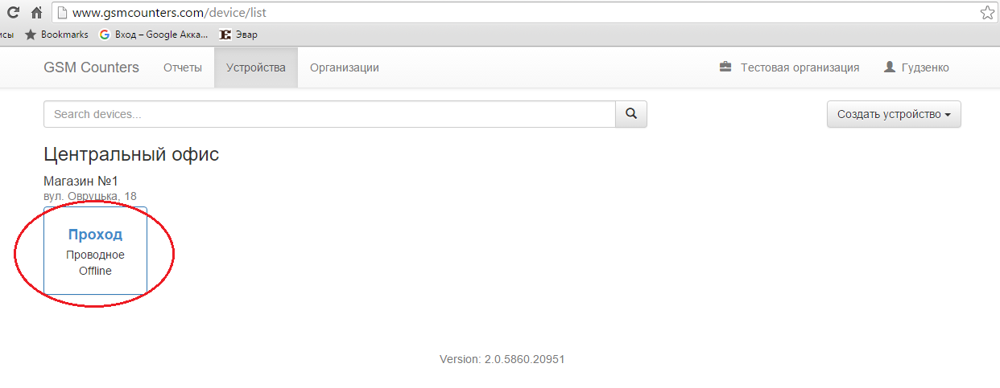 www.gsmcounters.com/device/list
исы Bookmarks Вход – Google Акка... Эвар
GSM Counters Отчеты Устройства Организации Тестовая организация Гудзенко
Search devices... Создать устройство
Центральный офис
Магазин №1
вул. Овруцька, 18
Проход
Проводное
Offline
Version: 2.0.5860.20951